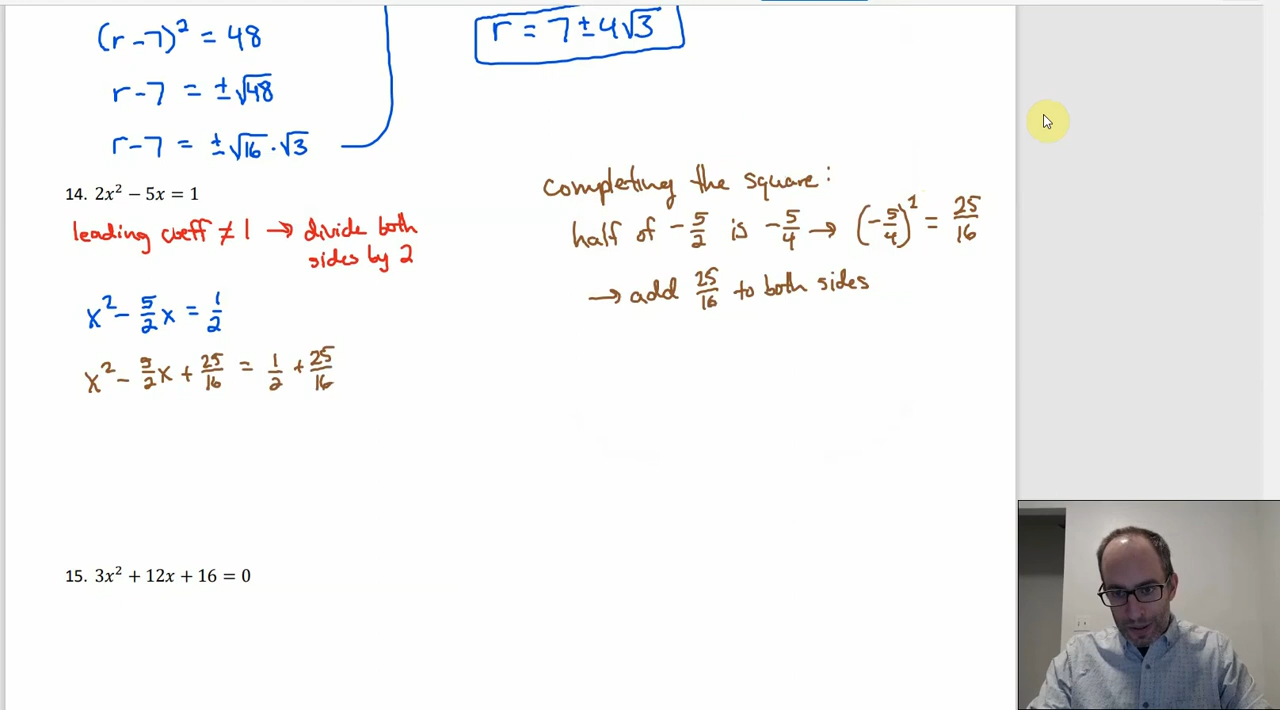 (r - 7)² = 48
r - 7 = ±√48
r - 7 = ±√16 · √3
r = 7 ± 4√3
14. 2x² − 5x = 1
leading coeff ≠ 1 → divide both
sides by 2
x² - 5/2 x = 1/2
x² - 5/2 x + 25/16 = 1/2 + 25/16
completing the square:
half of - 5/2 is - 5/4 → (- 5/4)² = 25/16
→ add 25/16 to both sides
15. 3x² + 12x + 16 = 0